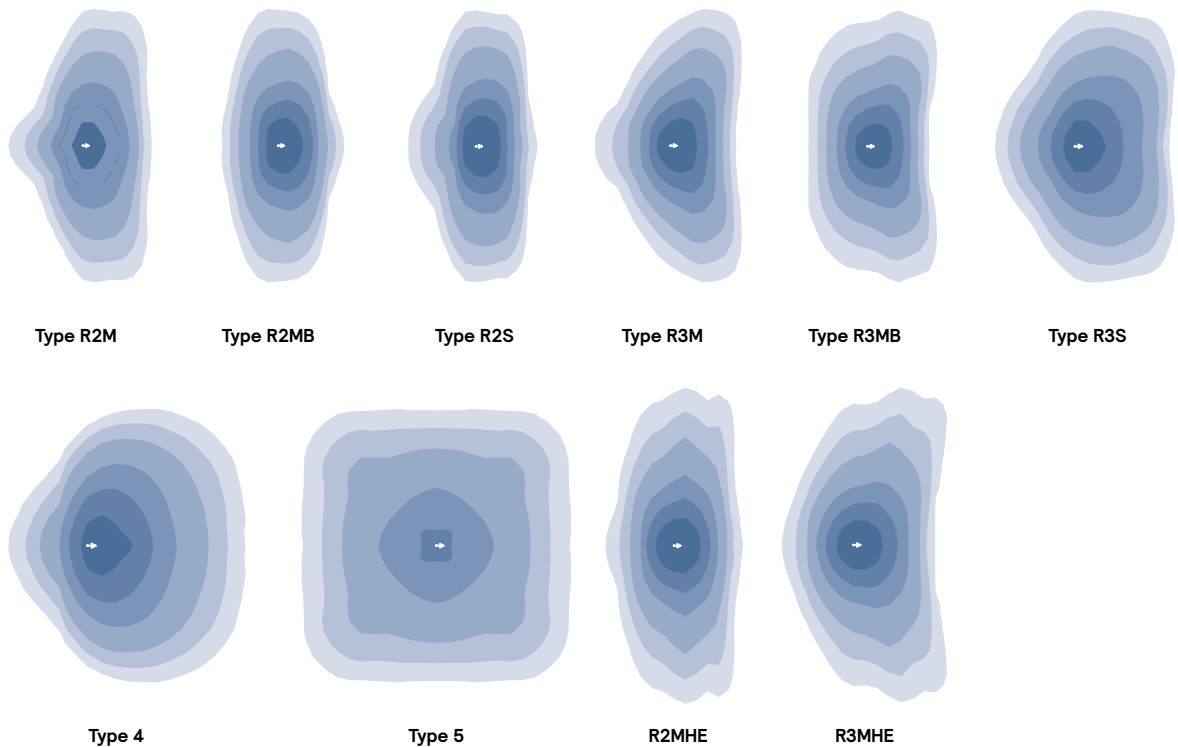 Type R2M
Type R2MB
Type R2S
Type R3M
Type R3MB
Type R3S
Type 4
Type 5
R2MHE
R3MHE